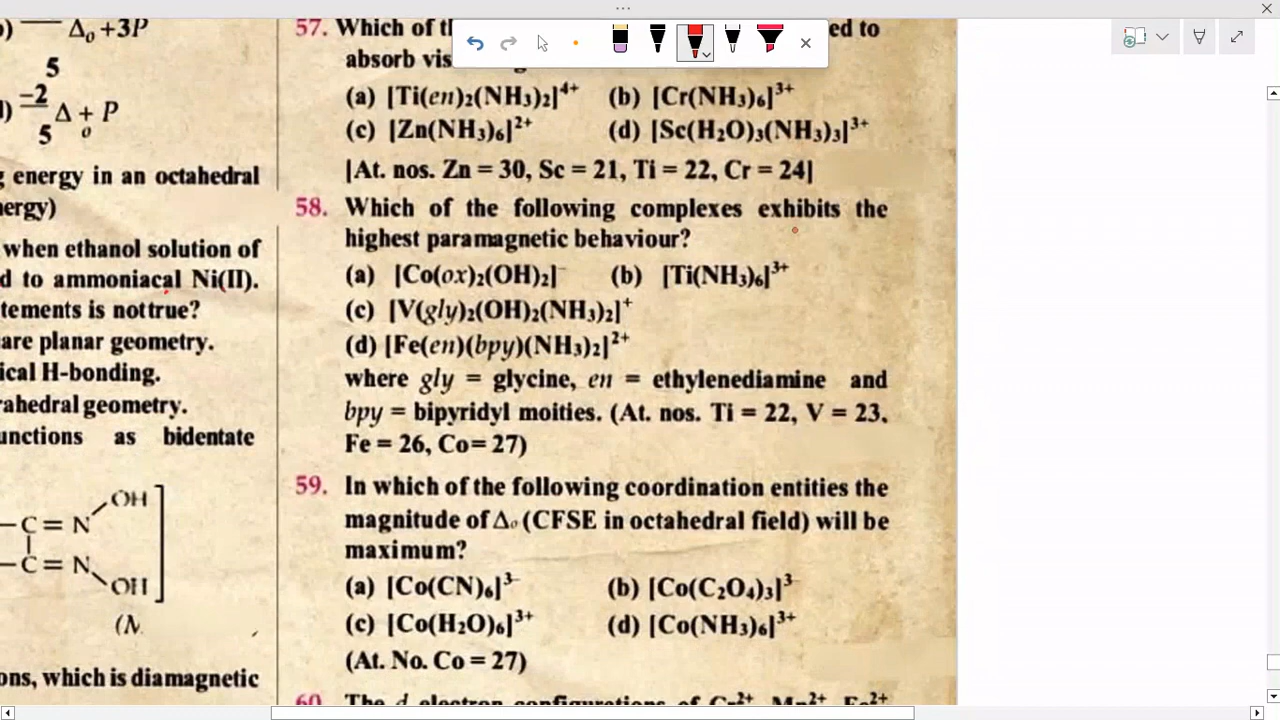 Δₒ +3P
5
−2
5 Δₒ + P
energy in an octahedral
when ethanol solution of
to ammoniacal Ni(II).
is not true?
are planar geometry.
H-bonding.
geometry.
as bidentate
C = N OH
C = N OH
which is diamagnetic
57. Which of ed to
absorb
(a) [Ti(en)₂(NH₃)₂]⁴⁺ (b) [Cr(NH₃)₆]³⁺
(c) [Zn(NH₃)₆]²⁺ (d) [Sc(H₂O)₃(NH₃)₃]³⁺
[At. nos. Zn = 30, Sc = 21, Ti = 22, Cr = 24]
58. Which of the following complexes exhibits the
highest paramagnetic behaviour?
(a) [Co(ox)₂(OH)₂]⁻ (b) [Ti(NH₃)₆]³⁺
(c) [V(gly)₂(OH)₂(NH₃)₂]⁺
(d) [Fe(en)(bpy)(NH₃)₂]²⁺
where gly = glycine, en = ethylenediamine and
bpy = bipyridyl moities. (At. nos. Ti = 22, V = 23,
Fe = 26, Co= 27)
59. In which of the following coordination entities the
magnitude of Δₒ (CFSE in octahedral field) will be
maximum?
(a) [Co(CN)₆]³⁻ (b) [Co(C₂O₄)₃]³⁻
(c) [Co(H₂O)₆]³⁺ (d) [Co(NH₃)₆]³⁺
(At. No. Co = 27)